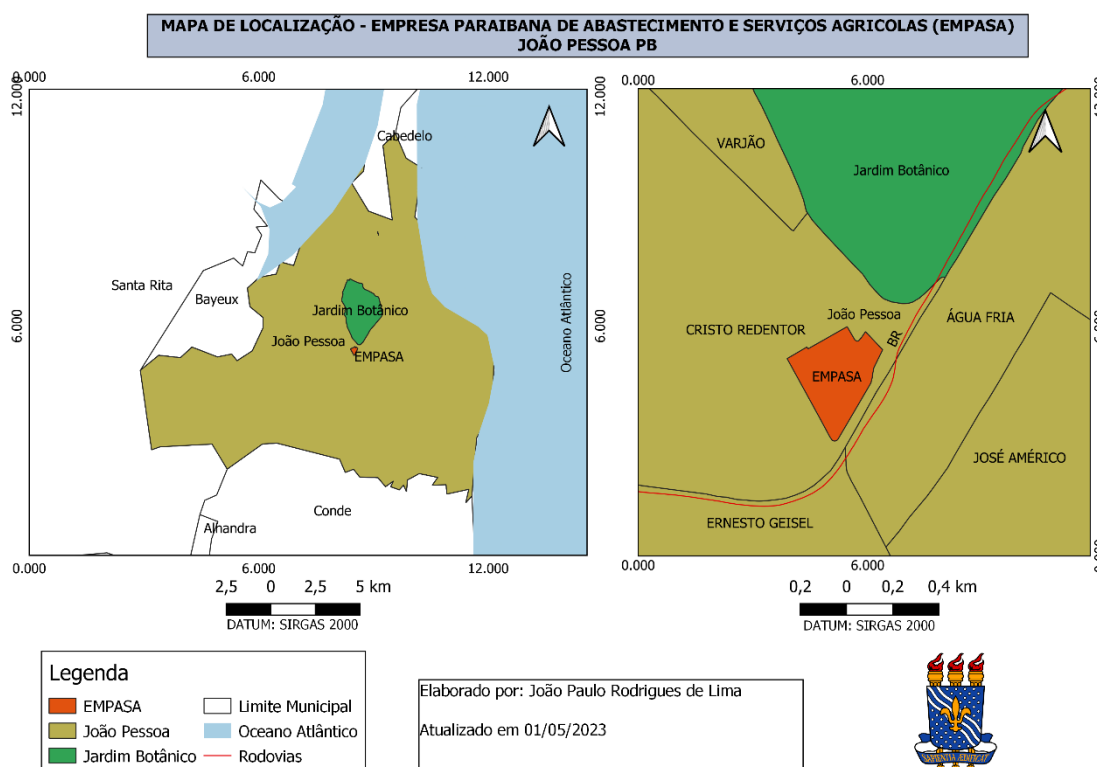 MAPA DE LOCALIZAÇÃO - EMPRESA PARAIBANA DE ABASTECIMENTO E SERVIÇOS AGRICOLAS (EMPASA)
JOÃO PESSOA PB
0.000 6.000 12.000
12.000 12.000
6.000 6.000
Cabedelo
Santa Rita
Bayeux
Jardim Botânico
João Pessoa
EMPASA
Oceano Atlântico
Conde
Alhandra
0.000 6.000 12.000
2,5 0 2,5 5 km
DATUM: SIRGAS 2000
0.000 6.000
VARJÃO
Jardim Botânico
João Pessoa
CRISTO REDENTOR
BR
ÁGUA FRIA
EMPASA
JOSÉ AMÉRICO
ERNESTO GEISEL
0.000 6.000
0,2 0 0,2 0,4 km
DATUM: SIRGAS 2000
Legenda
EMPASA
João Pessoa
Jardim Botânico
Limite Municipal
Oceano Atlântico
Rodovias
Elaborado por: João Paulo Rodrigues de Lima
Atualizado em 01/05/2023
SAPIENTIA ÆDIFICAT